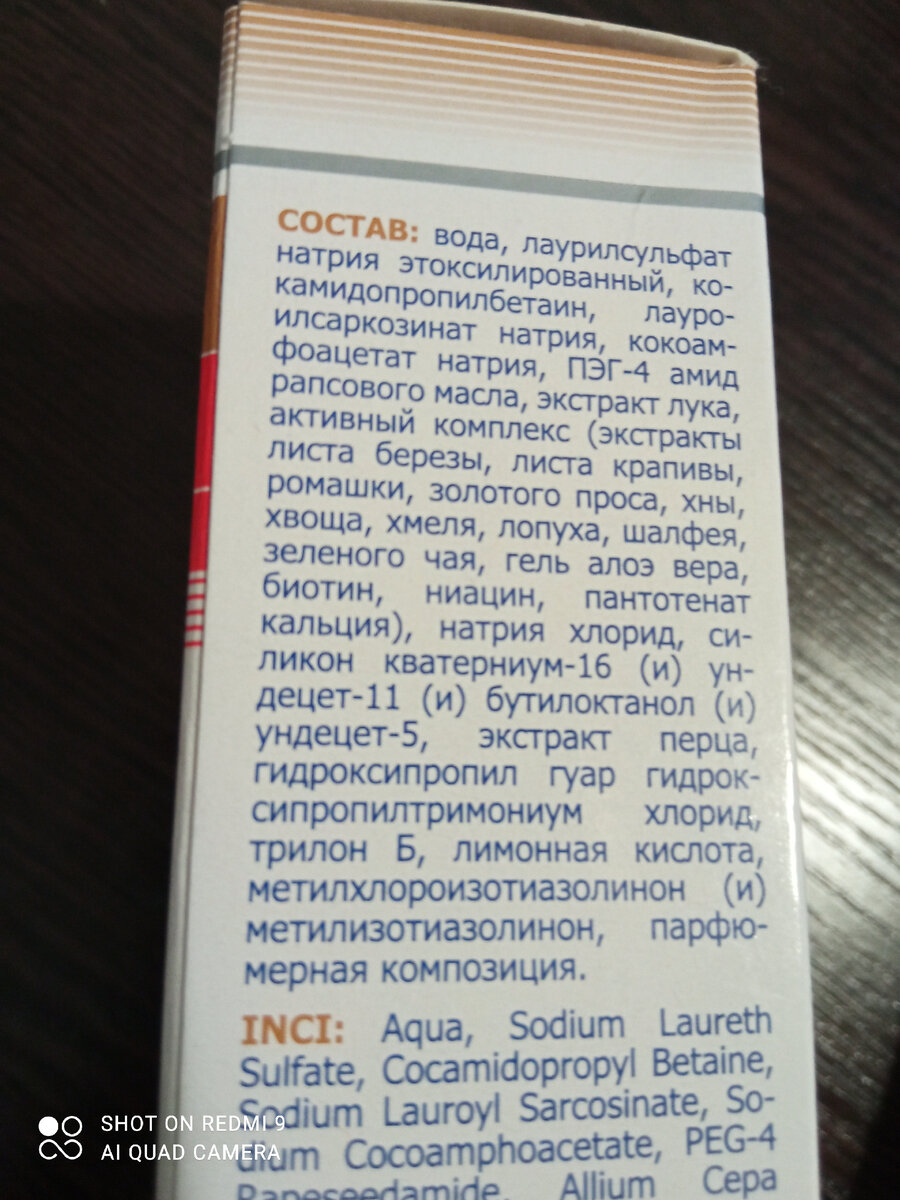 СОСТАВ: вода, лаурилсульфат
натрия этоксилированный, ко-
камидопропилбетаин, лауро-
илсаркозинат натрия, кокоам-
фоацетат натрия, ПЭГ-4 амид
рапсового масла, экстракт лука,
активный комплекс (экстракты
листа березы, листа крапивы,
ромашки, золотого проса, хны,
хвоща, хмеля, лопуха, шалфея,
зеленого чая, гель алоэ вера,
биотин, ниацин, пантотенат
кальция), натрия хлорид, си-
ликон кватерниум-16 (и) ун-
децет-11 (и) бутилоктанол (и)
ундецет-5, экстракт перца,
гидроксипропил гуар гидрок-
сипропилтримониум хлорид,
трилон Б, лимонная кислота,
метилхлороизотиазолинон (и)
метилизотиазолинон, парфю-
мерная композиция.
INCI: Aqua, Sodium Laureth
Sulfate, Cocamidopropyl Betaine,
Sodium Lauroyl Sarcosinate, So-
dium Cocoamphoacetate, PEG-4
Rapeseedamide, Allium Cepa
SHOT ON REDMI 9
AI QUAD CAMERA